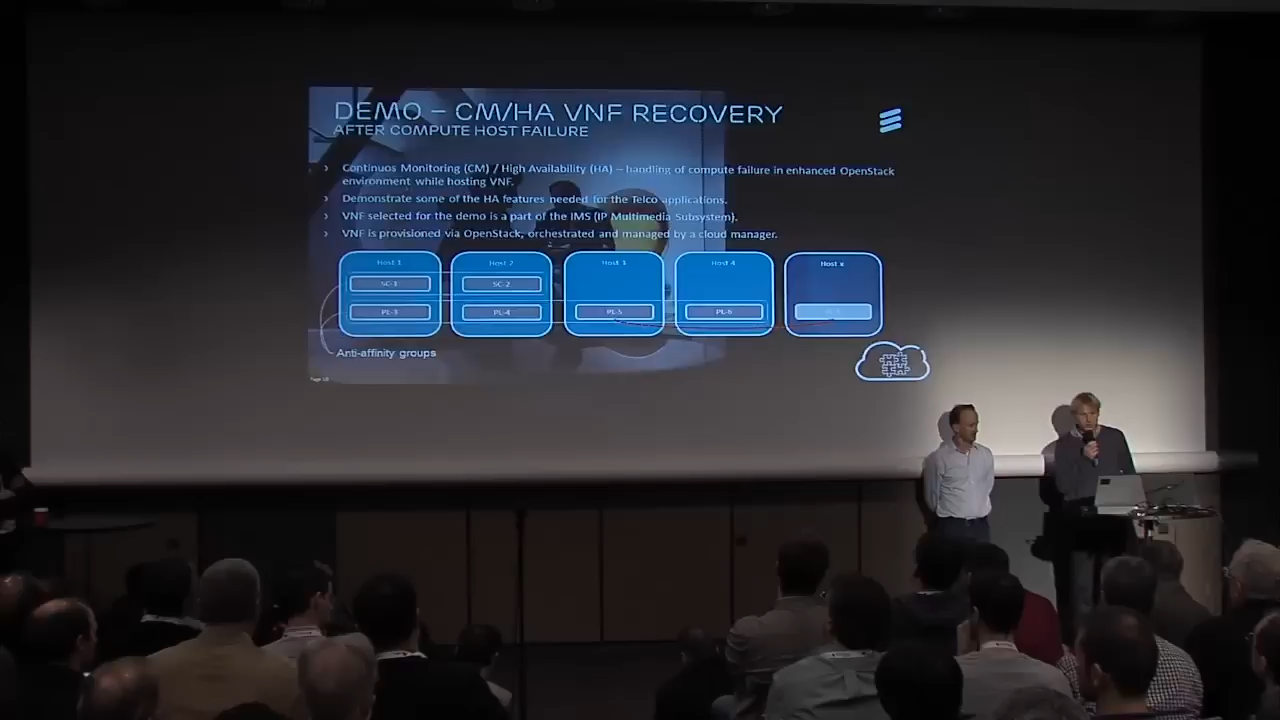 DEMO – CM/HA VNF RECOVERY
AFTER COMPUTE HOST FAILURE
› Continuos Monitoring (CM) / High Availability (HA) – handling of compute failure in enhanced OpenStack
environment while hosting VNF.
› Demonstrate some of the HA features needed for the Telco applications.
› VNF selected for the demo is a part of the IMS (IP Multimedia Subsystem).
› VNF is provisioned via OpenStack, orchestrated and managed by a cloud manager.
Host 1 Host 2 Host 3 Host 4 Host x
SC-1 SC-2
PL-3 PL-4 PL-5 PL-6
Anti-affinity groups